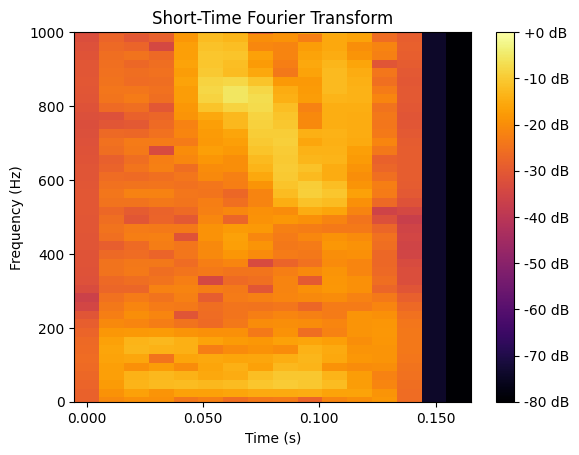 Short-Time Fourier Transform
1000
800
600
400
200
0
Frequency (Hz)
0.000
0.050
0.100
0.150
Time (s)
+0 dB
-10 dB
-20 dB
-30 dB
-40 dB
-50 dB
-60 dB
-70 dB
-80 dB